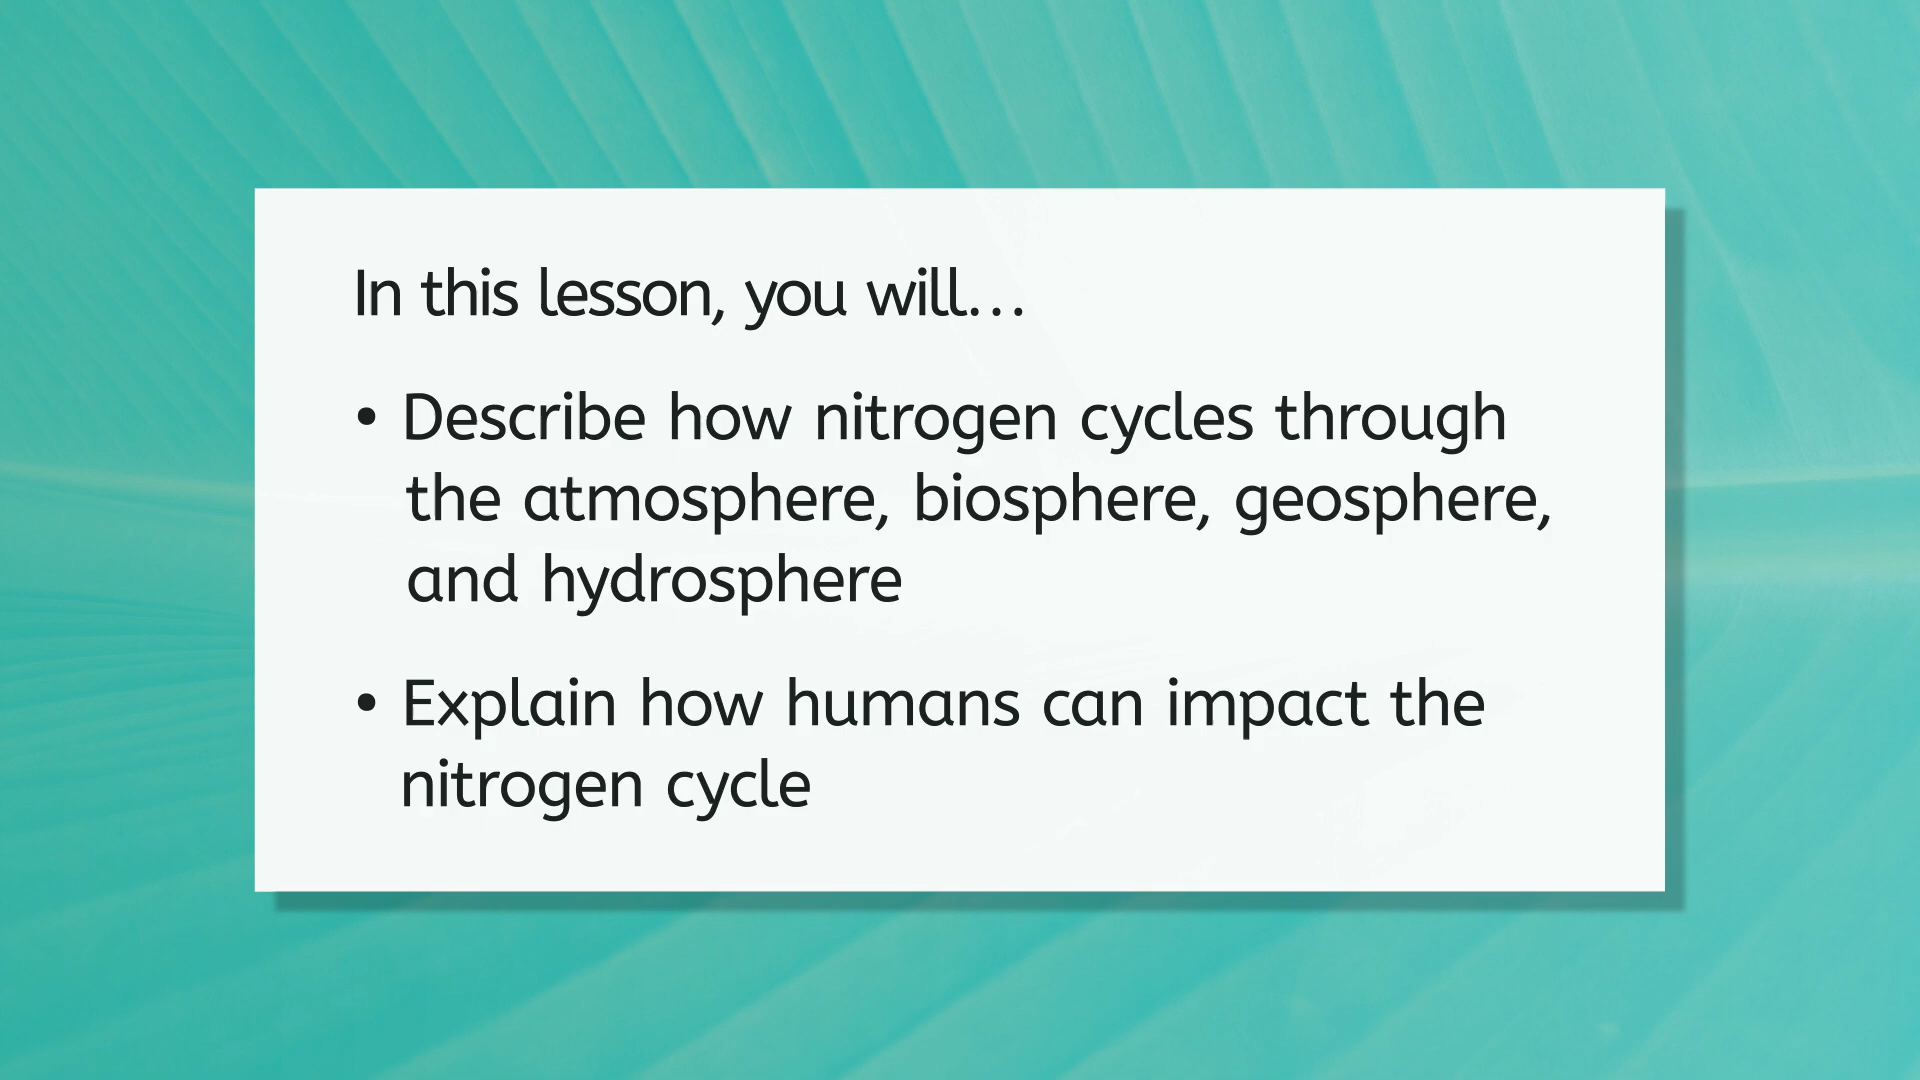 In this lesson, you will...
• Describe how nitrogen cycles through
the atmosphere, biosphere, geosphere,
and hydrosphere
• Explain how humans can impact the
nitrogen cycle